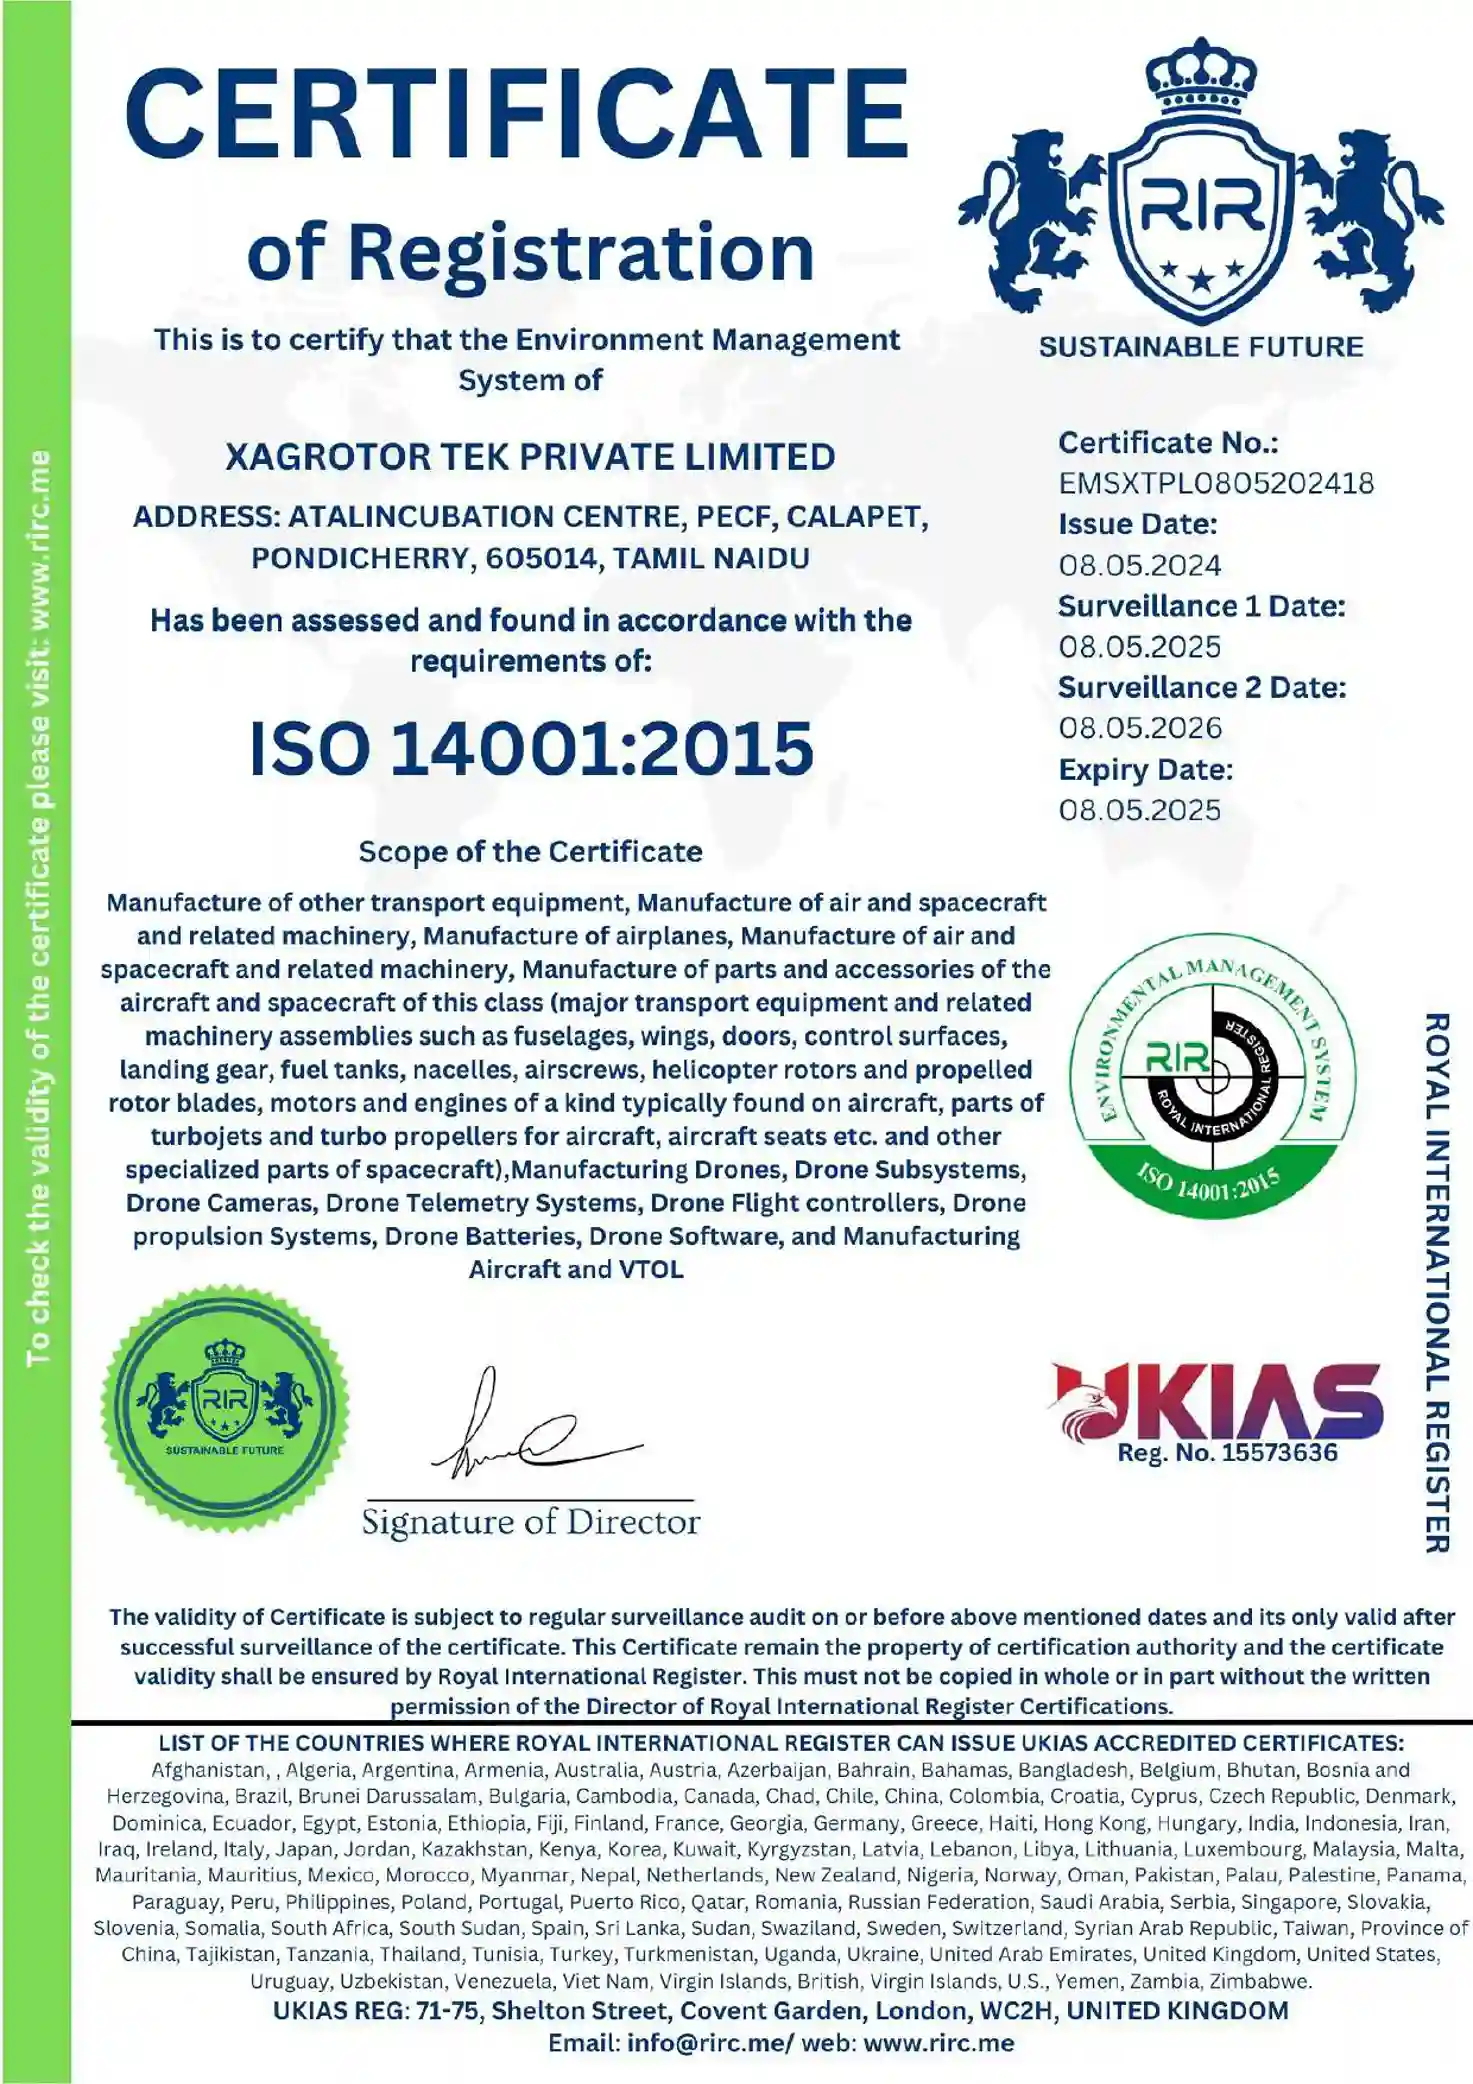 CERTIFICATE
of Registration
This is to certify that the Environment Management
System of
XAGROTOR TEK PRIVATE LIMITED
ADDRESS: ATALINCUBATION CENTRE, PECF, CALAPET,
PONDICHERRY, 605014, TAMIL NAIDU
Has been assessed and found in accordance with the
requirements of:
ISO 14001:2015
RIR
SUSTAINABLE FUTURE
Certificate No.:
EMSXTPL0805202418
Issue Date:
08.05.2024
Surveillance 1 Date:
08.05.2025
Surveillance 2 Date:
08.05.2026
Expiry Date:
08.05.2025
Scope of the Certificate
Manufacture of other transport equipment, Manufacture of air and spacecraft
and related machinery, Manufacture of airplanes, Manufacture of air and
spacecraft and related machinery, Manufacture of parts and accessories of the
aircraft and spacecraft of this class (major transport equipment and related
machinery assemblies such as fuselages, wings, doors, control surfaces,
landing gear, fuel tanks, nacelles, airscrews, helicopter rotors and propelled
rotor blades, motors and engines of a kind typically found on aircraft, parts of
turbojets and turbo propellers for aircraft, aircraft seats etc. and other
specialized parts of spacecraft),Manufacturing Drones, Drone Subsystems,
Drone Cameras, Drone Telemetry Systems, Drone Flight controllers, Drone
propulsion Systems, Drone Batteries, Drone Software, and Manufacturing
Aircraft and VTOL
ENVIRONMENTAL MANAGEMENT SYSTEM
RIR
ROYAL INTERNATIONAL REGISTER
ISO 14001:2015
ROYAL INTERNATIONAL REGISTER
To check the validity of the certificate please visit: www.rirc.me
RIR
SUSTAINABLE FUTURE
Signature of Director
UKIAS
Reg. No. 15573636
The validity of Certificate is subject to regular surveillance audit on or before above mentioned dates and its only valid after
successful surveillance of the certificate. This Certificate remain the property of certification authority and the certificate
validity shall be ensured by Royal International Register. This must not be copied in whole or in part without the written
permission of the Director of Royal International Register Certifications.
LIST OF THE COUNTRIES WHERE ROYAL INTERNATIONAL REGISTER CAN ISSUE UKIAS ACCREDITED CERTIFICATES:
Afghanistan, , Algeria, Argentina, Armenia, Australia, Austria, Azerbaijan, Bahrain, Bahamas, Bangladesh, Belgium, Bhutan, Bosnia and
Herzegovina, Brazil, Brunei Darussalam, Bulgaria, Cambodia, Canada, Chad, Chile, China, Colombia, Croatia, Cyprus, Czech Republic, Denmark,
Dominica, Ecuador, Egypt, Estonia, Ethiopia, Fiji, Finland, France, Georgia, Germany, Greece, Haiti, Hong Kong, Hungary, India, Indonesia, Iran,
Iraq, Ireland, Italy, Japan, Jordan, Kazakhstan, Kenya, Korea, Kuwait, Kyrgyzstan, Latvia, Lebanon, Libya, Lithuania, Luxembourg, Malaysia, Malta,
Mauritania, Mauritius, Mexico, Morocco, Myanmar, Nepal, Netherlands, New Zealand, Nigeria, Norway, Oman, Pakistan, Palau, Palestine, Panama,
Paraguay, Peru, Philippines, Poland, Portugal, Puerto Rico, Qatar, Romania, Russian Federation, Saudi Arabia, Serbia, Singapore, Slovakia,
Slovenia, Somalia, South Africa, South Sudan, Spain, Sri Lanka, Sudan, Swaziland, Sweden, Switzerland, Syrian Arab Republic, Taiwan, Province of
China, Tajikistan, Tanzania, Thailand, Tunisia, Turkey, Turkmenistan, Uganda, Ukraine, United Arab Emirates, United Kingdom, United States,
Uruguay, Uzbekistan, Venezuela, Viet Nam, Virgin Islands, British, Virgin Islands, U.S., Yemen, Zambia, Zimbabwe.
UKIAS REG: 71-75, Shelton Street, Covent Garden, London, WC2H, UNITED KINGDOM
Email: info@rirc.me/ web: www.rirc.me